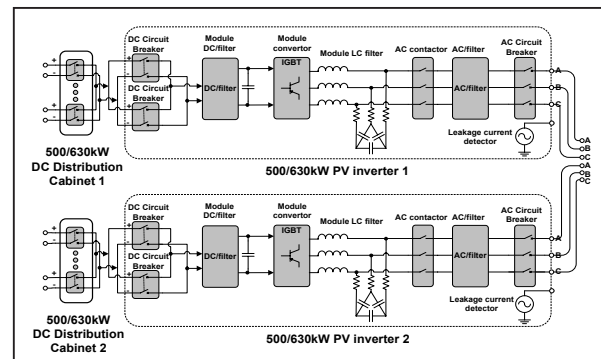 DC Circuit
Breaker
Module
DC/filter
Module
convertor
Module LC filter
AC contactor
AC/filter
AC Circuit
Breaker
IGBT
DC/filter
AC/filter
+
-
+
-
+
-
+
-
DC Circuit
Breaker
A
B
C
Leakage current
detector
500/630kW
DC Distribution
Cabinet 1
500/630kW PV inverter 1
A
B
C
A
B
C
DC Circuit
Breaker
Module
DC/filter
Module
convertor
Module LC filter
AC contactor
AC/filter
AC Circuit
Breaker
IGBT
DC/filter
AC/filter
+
-
+
-
+
-
+
-
DC Circuit
Breaker
A
B
C
Leakage current
detector
500/630kW
DC Distribution
Cabinet 2
500/630kW PV inverter 2